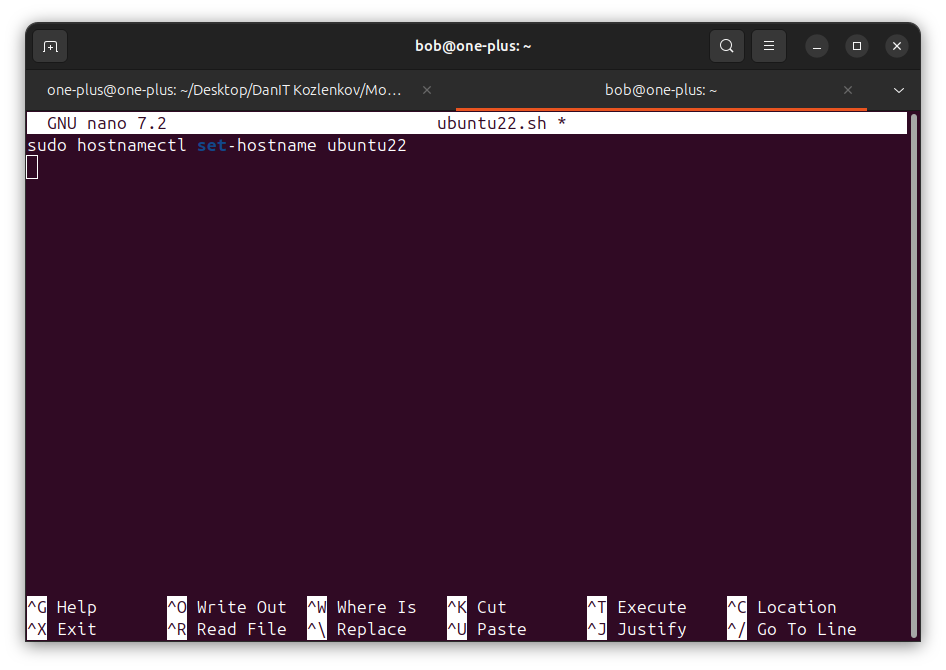 bob@one-plus: ~
one-plus@one-plus: ~/Desktop/DanIT Kozlenkov/Mo...
bob@one-plus: ~
GNU nano 7.2 ubuntu22.sh *
sudo hostnamectl set-hostname ubuntu22
^G Help ^O Write Out ^W Where Is ^K Cut ^T Execute ^C Location
^X Exit ^R Read File ^\ Replace ^U Paste ^J Justify ^/ Go To Line